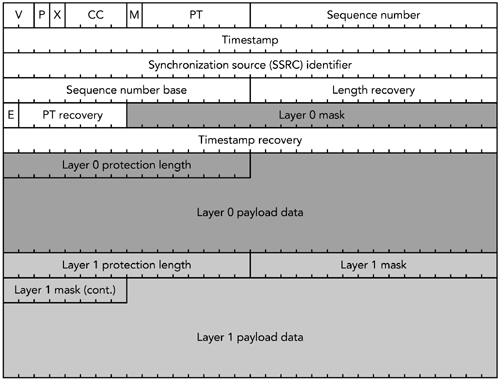 V P X CC M PT Sequence number
Timestamp
Synchronization source (SSRC) identifier
Sequence number base Length recovery
E PT recovery Layer 0 mask
Timestamp recovery
Layer 0 protection length
Layer 0 payload data
Layer 1 protection length Layer 1 mask
Layer 1 mask (cont.)
Layer 1 payload data